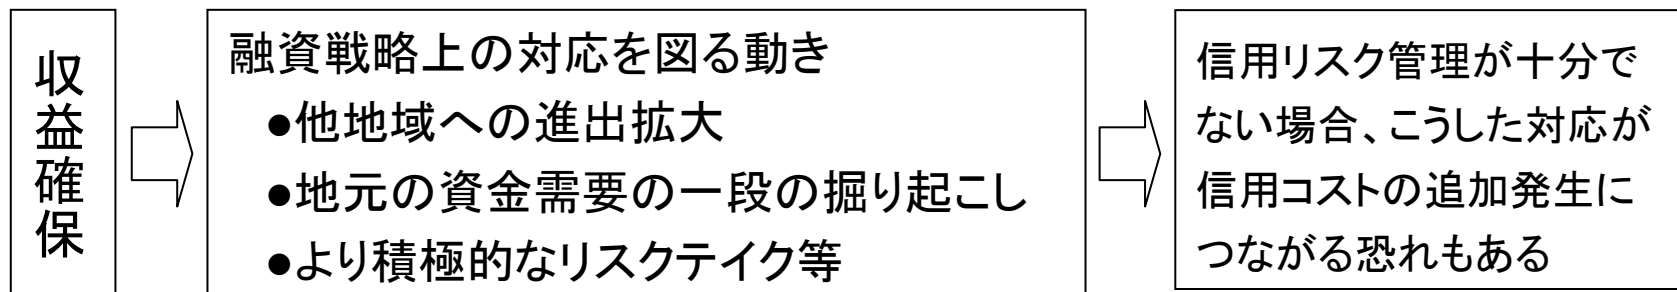 収益確保
融資戦略上の対応を図る動き
●他地域への進出拡大
●地元の資金需要の一段の掘り起こし
●より積極的なリスクテイク等
信用リスク管理が十分で
ない場合、こうした対応が
信用コストの追加発生に
つながる恐れもある